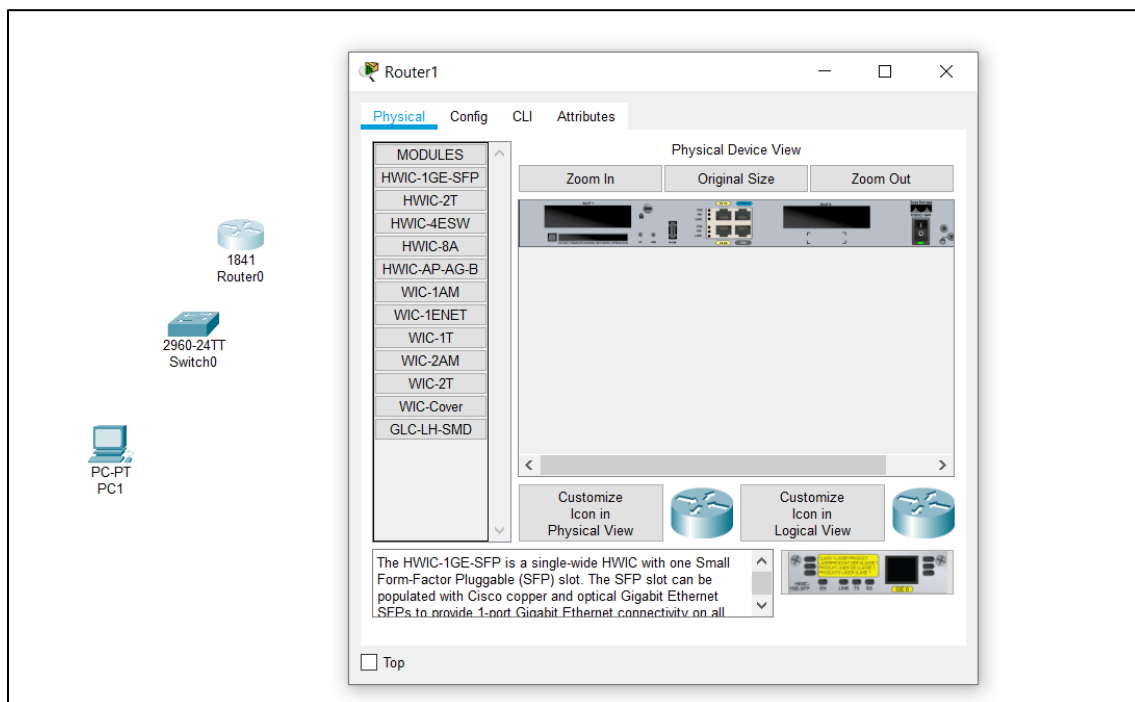 Router1
Physical Config CLI Attributes
MODULES
HWIC-1GE-SFP
HWIC-2T
HWIC-4ESW
HWIC-8A
HWIC-AP-AG-B
WIC-1AM
WIC-1ENET
WIC-1T
WIC-2AM
WIC-2T
WIC-Cover
GLC-LH-SMD
Physical Device View
Zoom In Original Size Zoom Out
1841
Router0
2960-24TT
Switch0
PC-PT
PC1
Customize
Icon in
Physical View
Customize
Icon in
Logical View
The HWIC-1GE-SFP is a single-wide HWIC with one Small
Form-Factor Pluggable (SFP) slot. The SFP slot can be
populated with Cisco copper and optical Gigabit Ethernet
SFPs to provide 1-port Gigabit Ethernet connectivity on all
Top